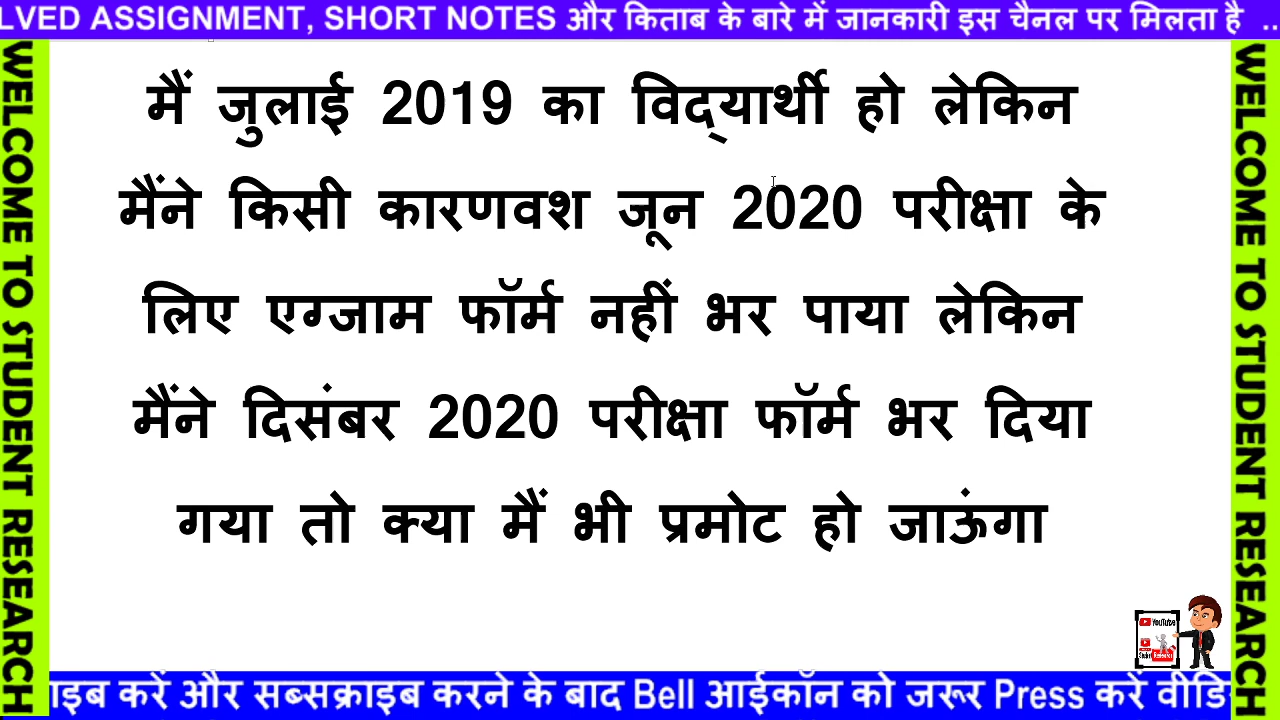 LVED ASSIGNMENT, SHORT NOTES और किताब के बारे में जानकारी इस चैनल पर मिलता है ..
WELCOME TO STUDENT RESEARCH
मैं जुलाई 2019 का विद्‌यार्थी हो लेकिन
मैंने किसी कारणवश जून 2020 परीक्षा के
लिए एग्जाम फॉर्म नहीं भर पाया लेकिन
मैंने दिसंबर 2020 परीक्षा फॉर्म भर दिया
गया तो क्या मैं भी प्रमोट हो जाऊंगा
WELCOME TO STUDENT RESEARCH
YouTube
Research
ाइब करें और सब्सक्राइब करने के बाद Bell आईकॉन को जरूर Press करें वीडि